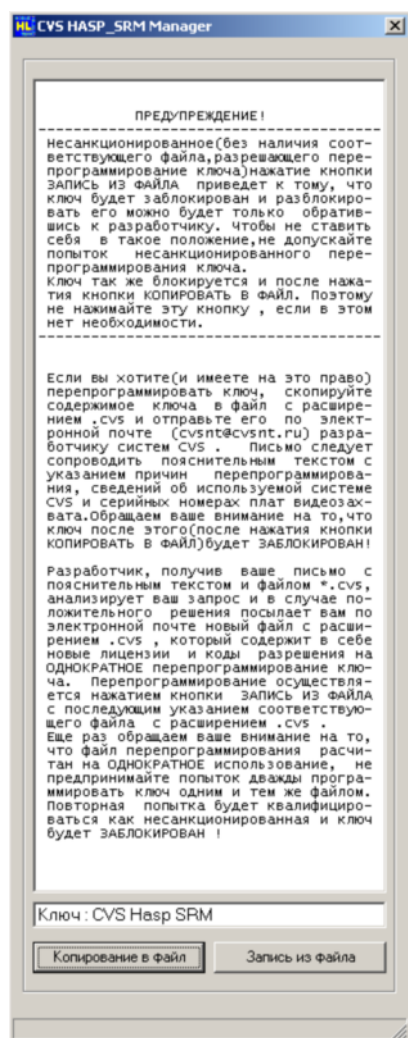 CVS HASP_SRM Manager
ПРЕДУПРЕЖДЕНИЕ!
Несанкционированное(без наличия соот-
ветствующего файла,разрешающего пере-
программирование ключа)нажатие кнопки
ЗАПИСЬ ИЗ ФАЙЛА приведет к тому, что
ключ будет заблокирован и разблокиро-
вать его можно будет только обратив-
шись к разработчику. Чтобы не ставить
себя в такое положение,не допускайте
попыток несанкционированного пере-
программирования ключа.
Ключ так же блокируется и после нажа-
тия кнопки КОПИРОВАТЬ В ФАЙЛ. Поэтому
не нажимайте эту кнопку , если в этом
нет необходимости.
Если вы хотите(и имеете на это право)
перепрограммировать ключ, скопируйте
содержимое ключа в файл с расшире-
нием .cvs и отправьте его по элект-
ронной почте (cvsnt@cvsnt.ru) разра-
ботчику систем CVS . Письмо следует
сопроводить пояснительным текстом с
указанием причин перепрограммирова-
ния, сведений об используемой системе
CVS и серийных номерах плат видеозах-
вата.Обращаем ваше внимание на то,что
ключ после этого(после нажатия кнопки
КОПИРОВАТЬ В ФАЙЛ)будет ЗАБЛОКИРОВАН!
Разработчик, получив ваше письмо с
пояснительным текстом и файлом *.cvs,
анализирует ваш запрос и в случае по-
ложительного решения посылает вам по
электронной почте новый файл с расши-
рением .cvs , который содержит в себе
новые лицензии и коды разрешения на
ОДНОКРАТНОЕ перепрограммирование клю-
ча. Перепрограммирование осуществля-
ется нажатием кнопки ЗАПИСЬ ИЗ ФАЙЛА
с последующим указанием соответствую-
щего файла с расширением .cvs .
Еще раз обращаем ваше внимание на то,
что файл перепрограммирования расчи-
тан на ОДНОКРАТНОЕ использование, не
предпринимайте попыток дважды програ-
ммировать ключ одним и тем же файлом.
Повторная попытка будет квалифициро-
ваться как несанкционированная и ключ
будет ЗАБЛОКИРОВАН !
Ключ : CVS Hasp SRM
Копирование в файл
Запись из файла